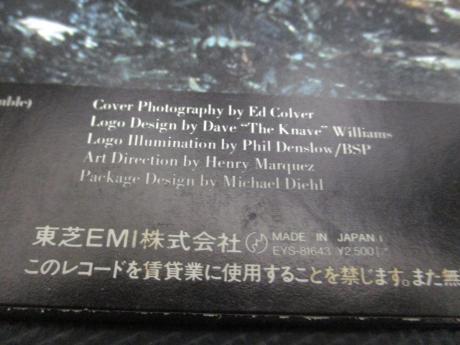 able)
Cover Photography by Ed Colver
Logo Design by Dave "The Knave" Williams
Logo Illumination by Phil Denslow/BSP
Art Direction by Henry Marquez
Package Design by Michael Diehl
東芝EMI株式会社 MADE IN JAPAN
EYS-81643 ¥2,500
このレコードを賃貸業に使用することを禁じます。また無